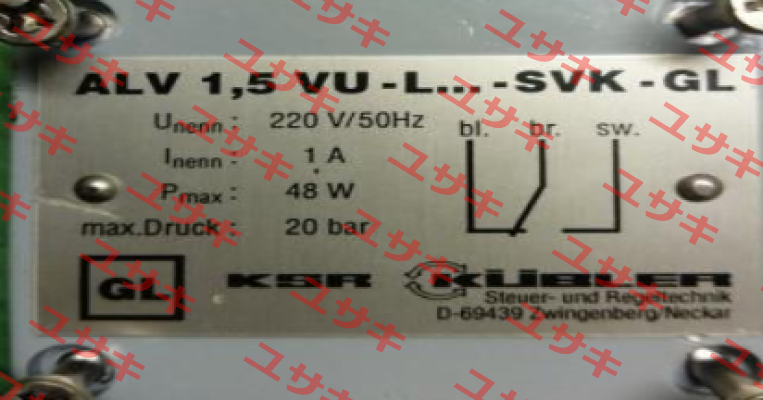 ALV 1,5 VU-L...-SVK-GL
Unenn: 220 V/50Hz
Inenn: 1 A
Pmax: 48 W
max.Druck: 20 bar
bl. br. sw.
GL KSR KÜBLER
Steuer- und Regeltechnik
D-69439 Zwingenberg/Neckar
ユサキ